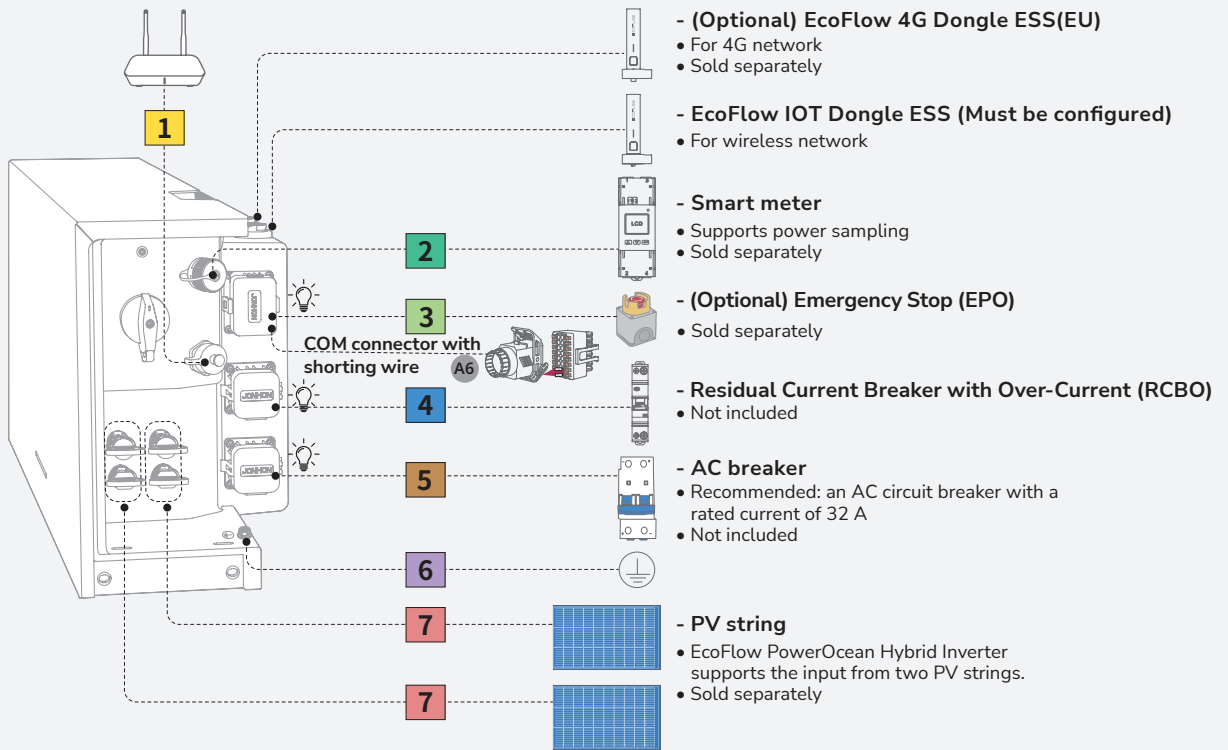 - (Optional) EcoFlow 4G Dongle ESS(EU)
• For 4G network
• Sold separately
- EcoFlow IOT Dongle ESS (Must be configured)
• For wireless network
1
- Smart meter
• Supports power sampling
• Sold separately
LCD
2
- (Optional) Emergency Stop (EPO)
• Sold separately
3
JONHON
COM connector with
shorting wire
A6
- Residual Current Breaker with Over-Current (RCBO)
• Not included
4
JONHON
- AC breaker
• Recommended: an AC circuit breaker with a
rated current of 32 A
• Not included
5
JONHON
6
7
- PV string
• EcoFlow PowerOcean Hybrid Inverter
supports the input from two PV strings.
• Sold separately
7